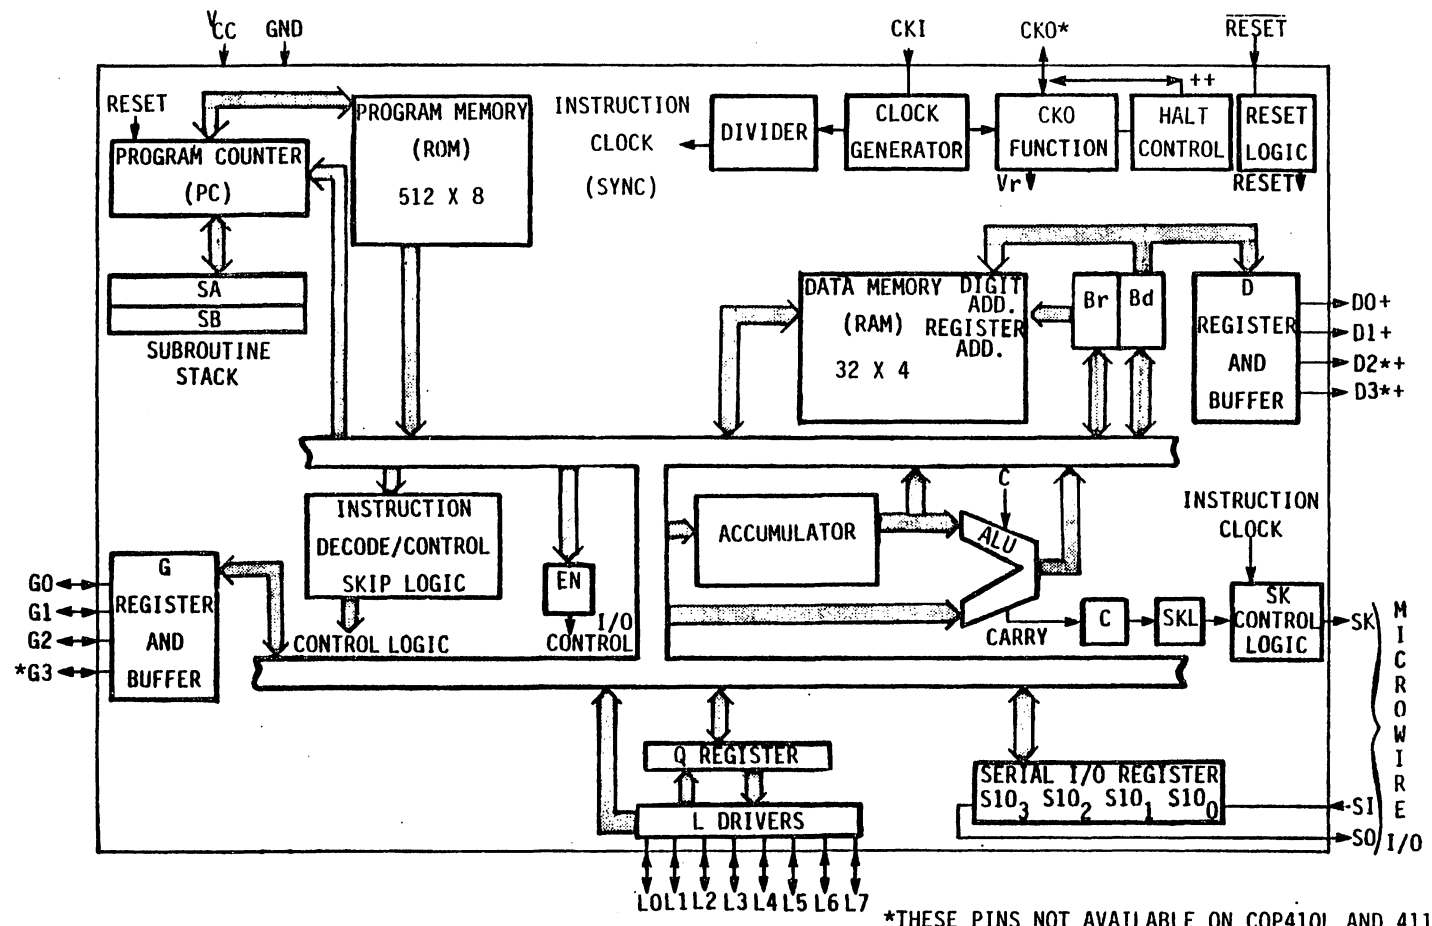 VCC
GND
CKI
CKO*
RESET
++
RESET
PROGRAM COUNTER
(PC)
PROGRAM MEMORY
(ROM)
512 X 8
INSTRUCTION
CLOCK
(SYNC)
DIVIDER
CLOCK
GENERATOR
CKO
FUNCTION
Vr
HALT
CONTROL
RESET
LOGIC
RESET
SA
SB
SUBROUTINE
STACK
DATA MEMORY
(RAM)
32 X 4
DIGIT
ADD.
REGISTER
ADD.
Br
Bd
D
REGISTER
AND
BUFFER
D0+
D1+
D2*+
D3*+
INSTRUCTION
DECODE/CONTROL
SKIP LOGIC
CONTROL LOGIC
EN
I/O
CONTROL
ACCUMULATOR
C
ALU
CARRY
C
SKL
INSTRUCTION
CLOCK
SK
CONTROL
LOGIC
SK
G0
G1
G2
*G3
G
REGISTER
AND
BUFFER
Q REGISTER
L DRIVERS
L0 L1 L2 L3 L4 L5 L6 L7
SERIAL I/O REGISTER
SIO3 SIO2 SIO1 SIO0
SI
SO
MICROWIRE
I/O
*THESE PINS NOT AVAILABLE ON COP410L AND 411